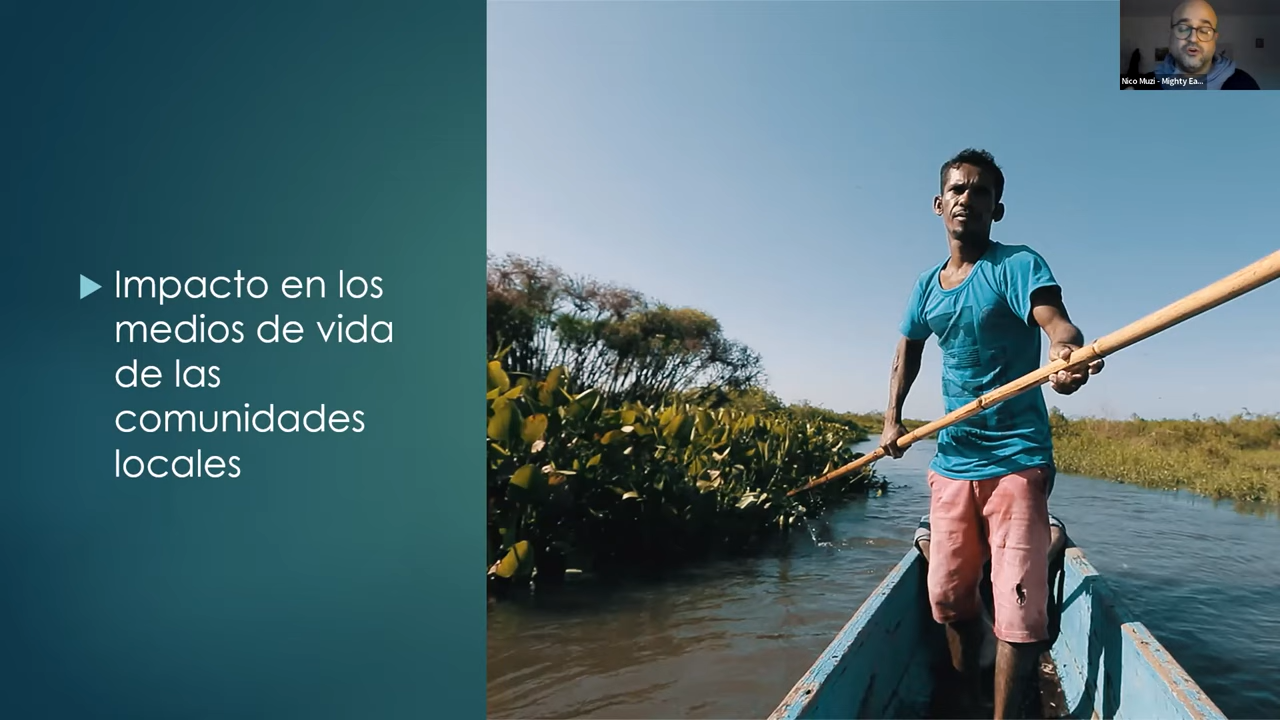 Impacto en los
medios de vida
de las
comunidades
locales
Nico Muzi - Mighty Ea...